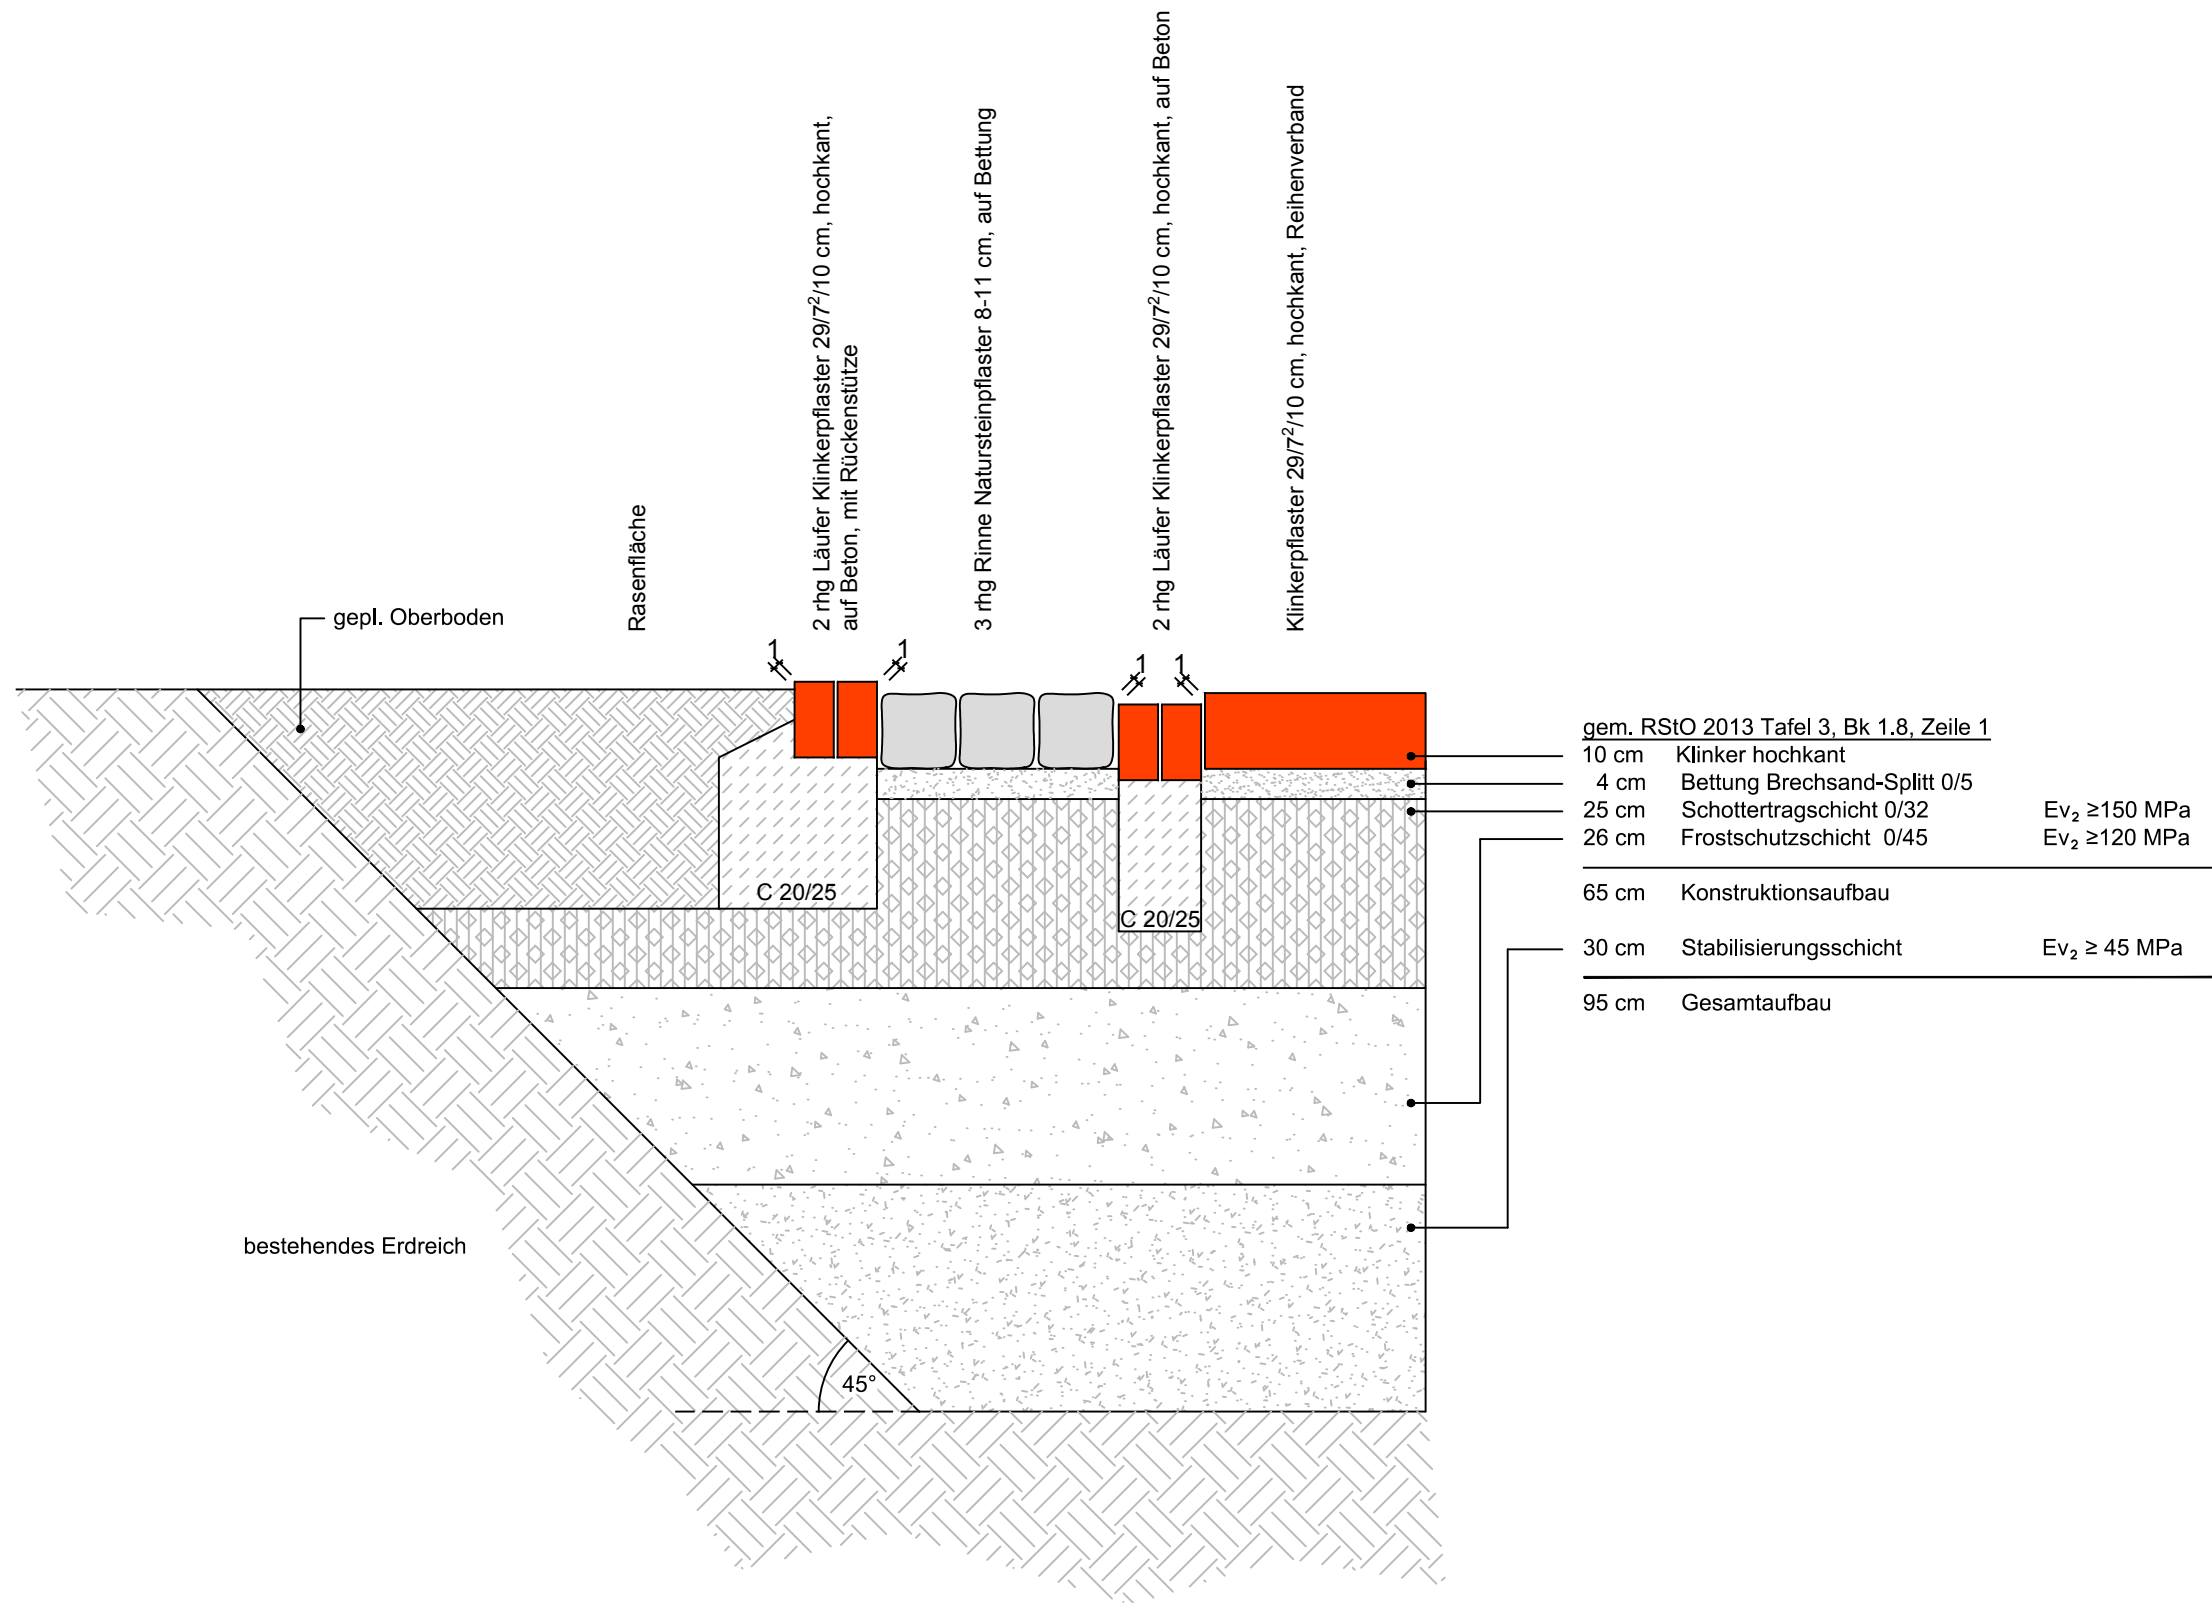 2 rhg Läufer Klinkerpflaster 29/7²/10 cm, hochkant,
auf Beton, mit Rückenstütze
3 rhg Rinne Natursteinpflaster 8-11 cm, auf Bettung
2 rhg Läufer Klinkerpflaster 29/7²/10 cm, hochkant, auf Beton
Klinkerpflaster 29/7²/10 cm, hochkant, Reihenverband
Rasenfläche
gepl. Oberboden
1
1
1
1
gem. RStO 2013 Tafel 3, Bk 1.8, Zeile 1
10 cm Klinker hochkant
4 cm Bettung Brechsand-Splitt 0/5
25 cm Schottertragschicht 0/32 Ev₂ ≥150 MPa
26 cm Frostschutzschicht 0/45 Ev₂ ≥120 MPa
65 cm Konstruktionsaufbau
30 cm Stabilisierungsschicht Ev₂ ≥ 45 MPa
95 cm Gesamtaufbau
C 20/25
C 20/25
bestehendes Erdreich
45°